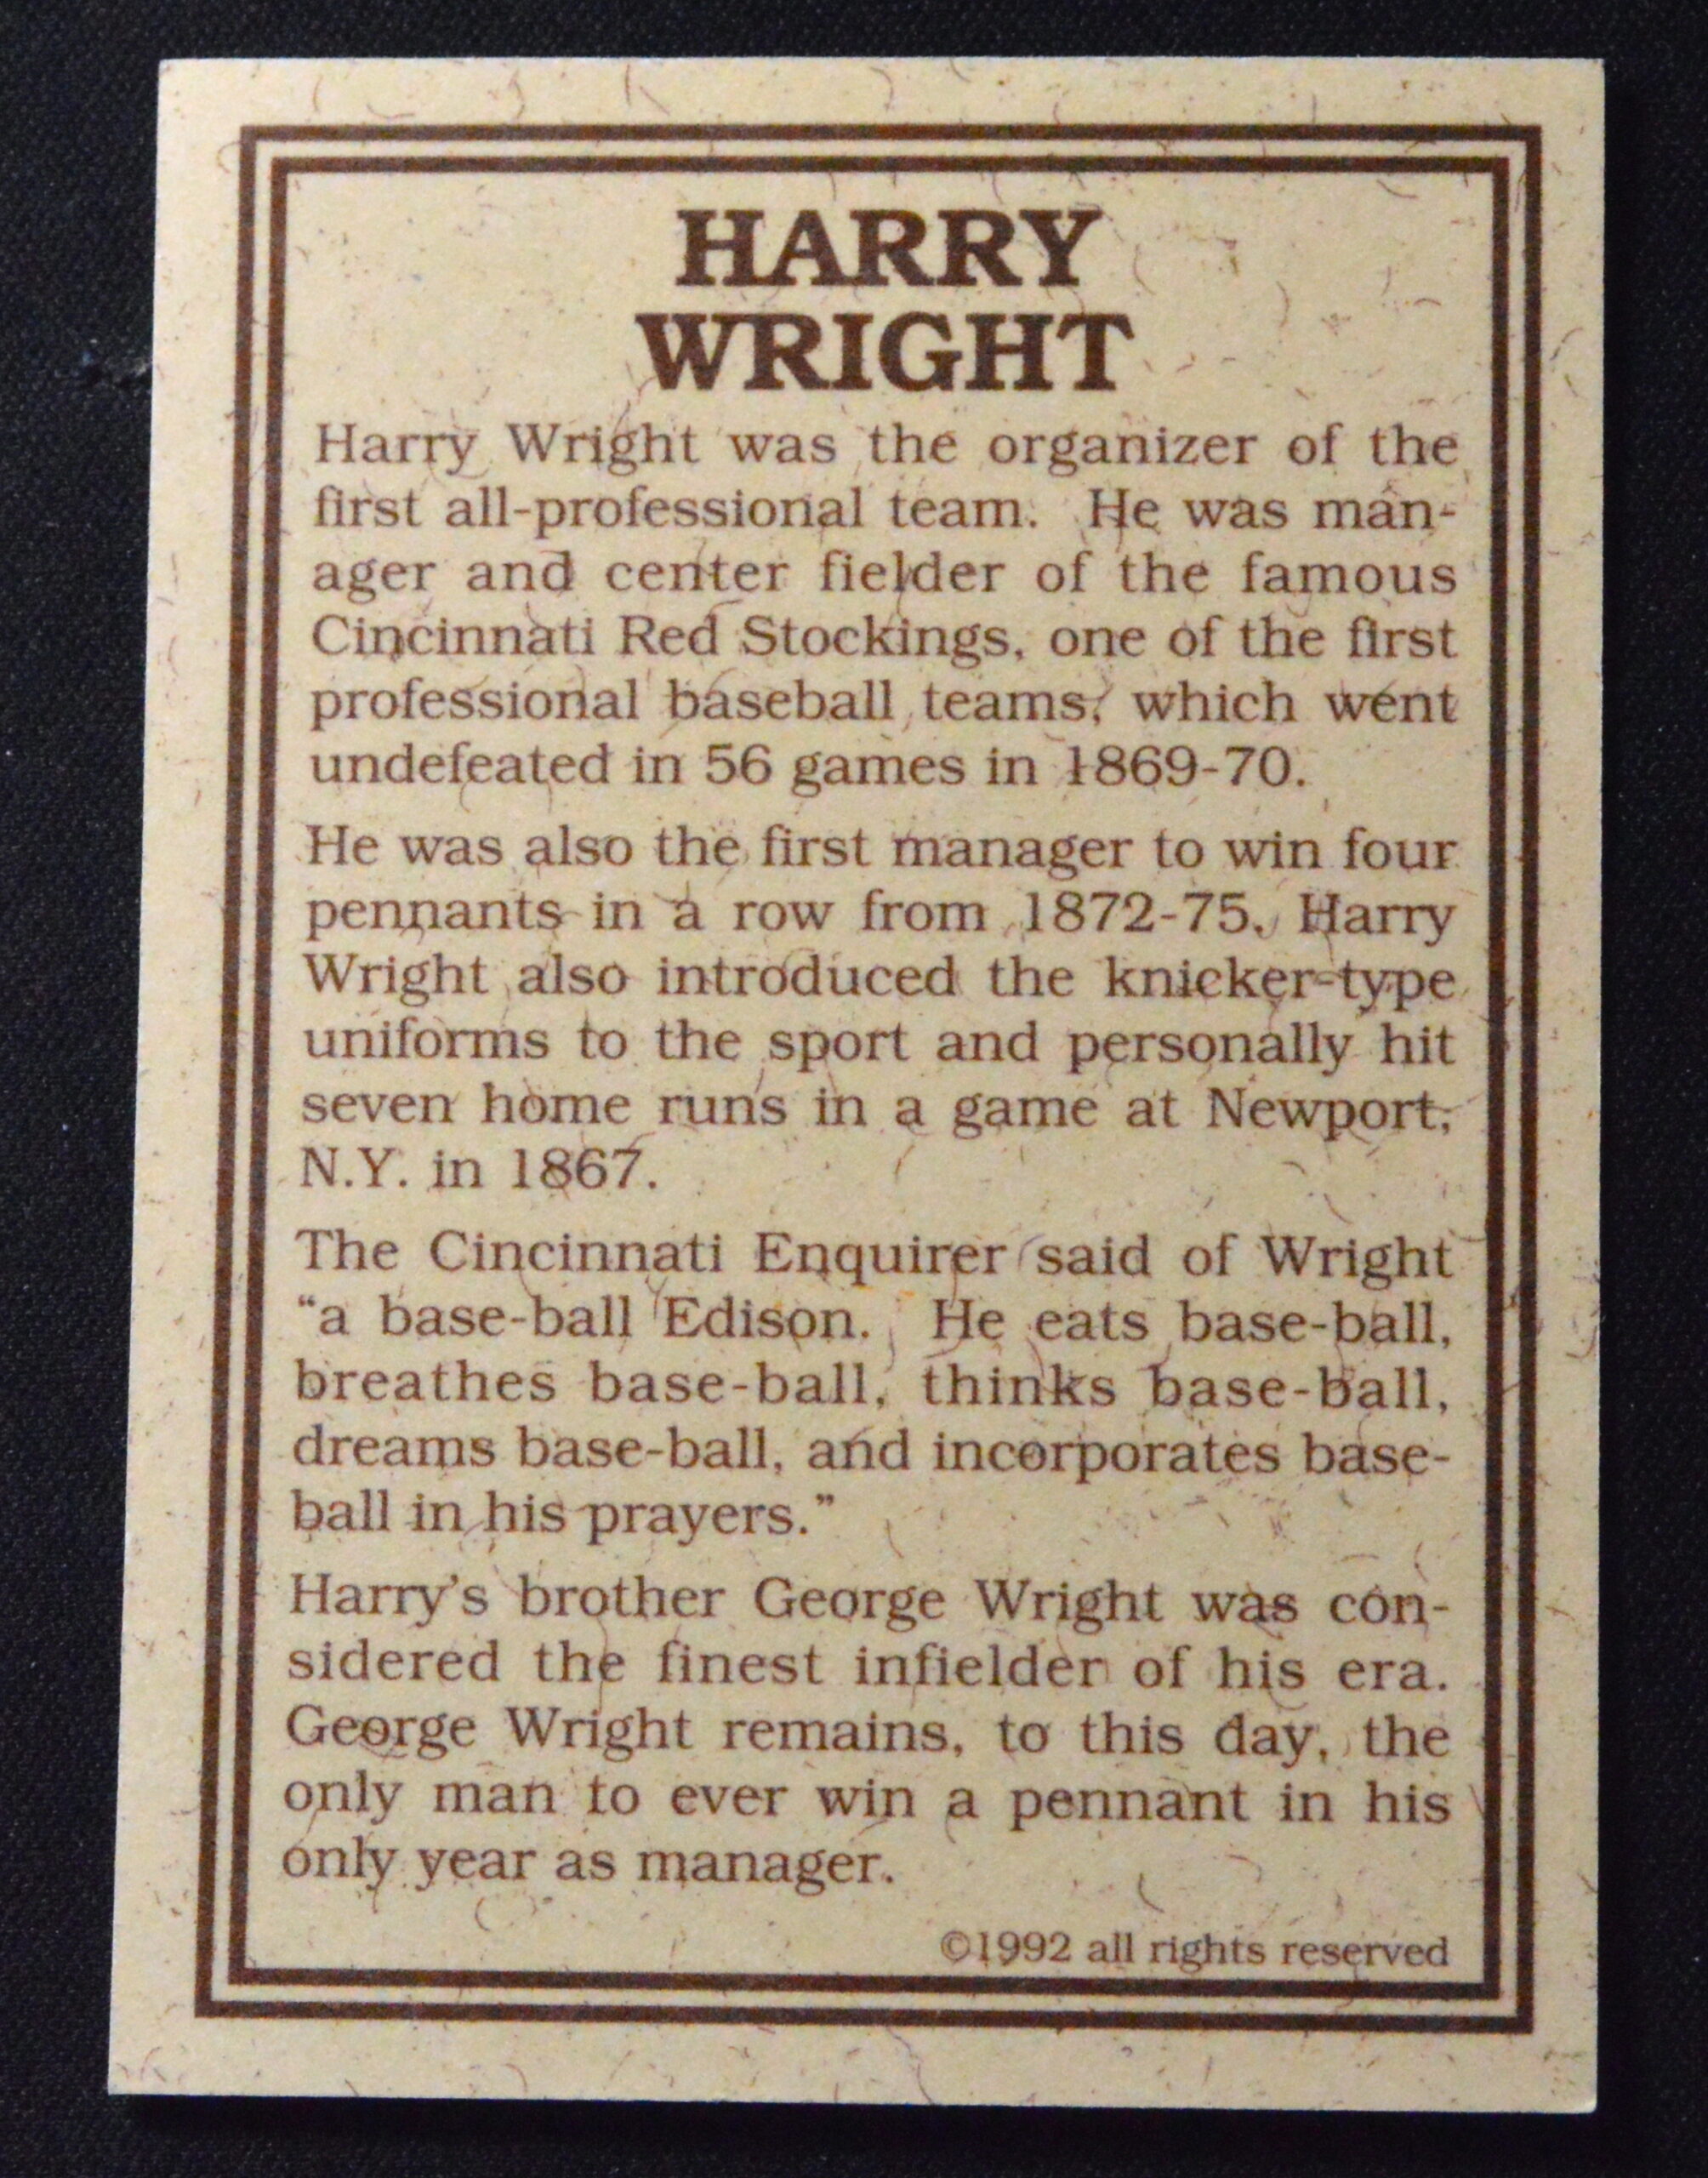 HARRY
WRIGHT
Harry Wright was the organizer of the
first all-professional team. He was man-
ager and center fielder of the famous
Cincinnati Red Stockings, one of the first
professional baseball teams, which went
undefeated in 56 games in 1869-70.
He was also the first manager to win four
pennants in a row from 1872-75. Harry
Wright also introduced the knicker-type
uniforms to the sport and personally hit
seven home runs in a game at Newport,
N.Y. in 1867.
The Cincinnati Enquirer said of Wright
“a base-ball Edison. He eats base-ball,
breathes base-ball, thinks base-ball,
dreams base-ball, and incorporates base-
ball in his prayers.”
Harry’s brother George Wright was con-
sidered the finest infielder of his era.
George Wright remains, to this day, the
only man to ever win a pennant in his
only year as manager.
©1992 all rights reserved